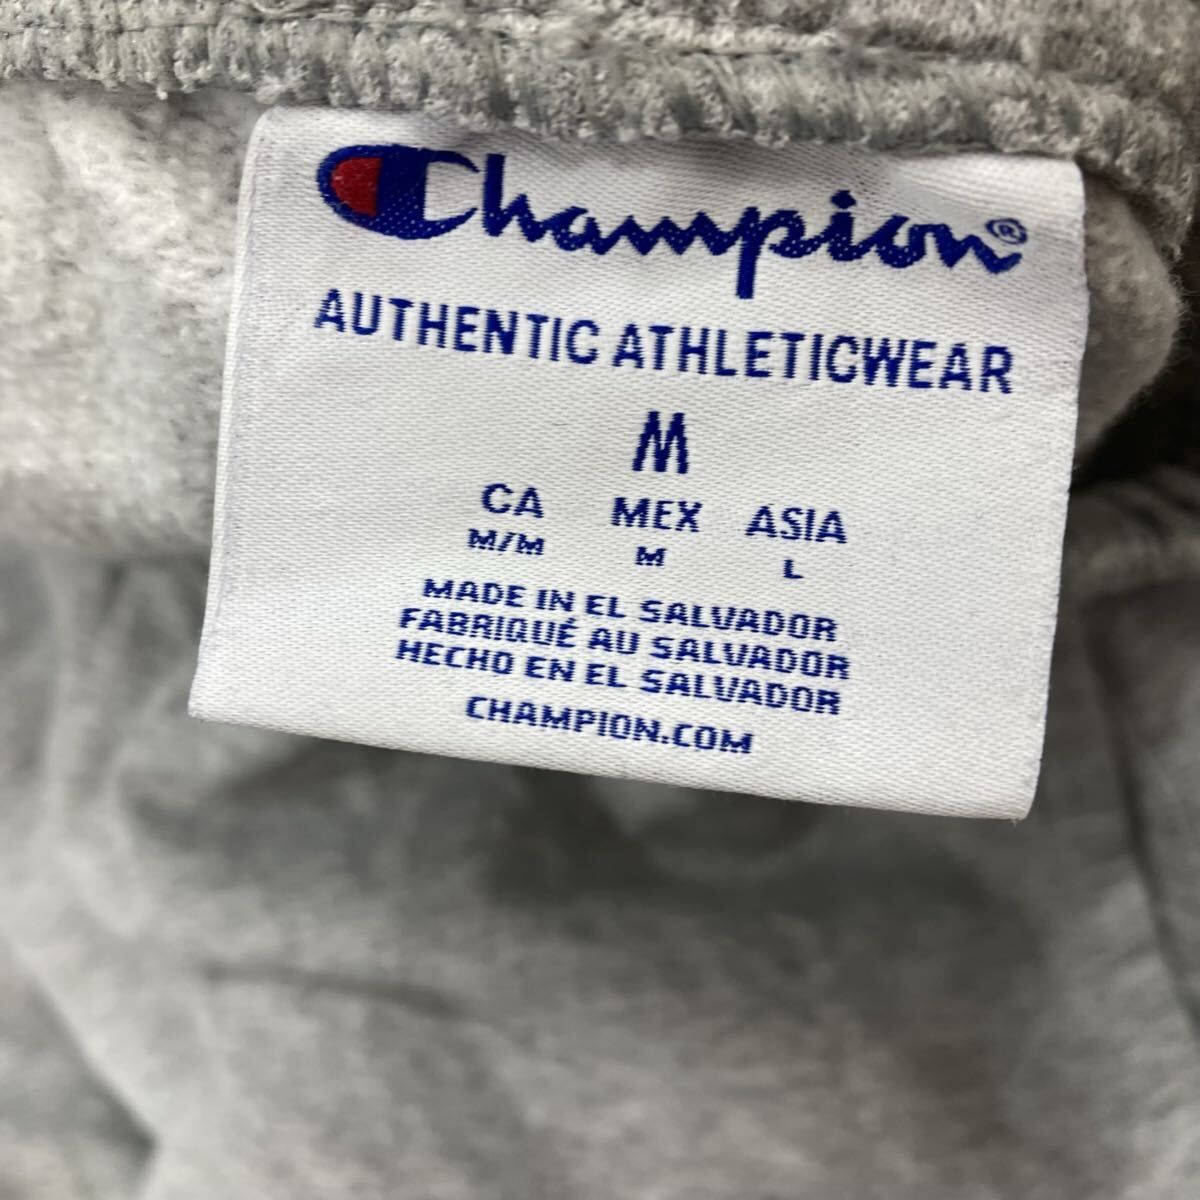 Champion®
AUTHENTIC ATHLETICWEAR
M
CA MEX ASIA
M/M M L
MADE IN EL SALVADOR
FABRIQUÉ AU SALVADOR
HECHO EN EL SALVADOR
CHAMPION.COM